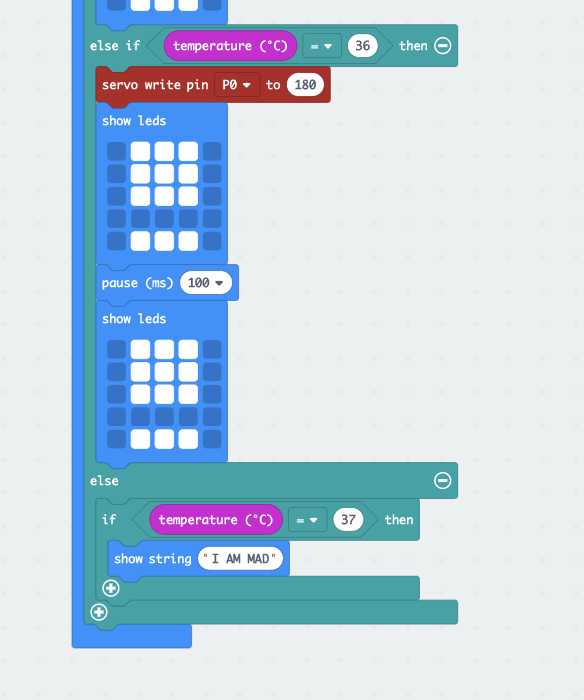 else if temperature (°C) = 36 then
servo write pin P0 to 180
show leds
pause (ms) 100
show leds
else
if temperature (°C) = 37 then
show string "I AM MAD"